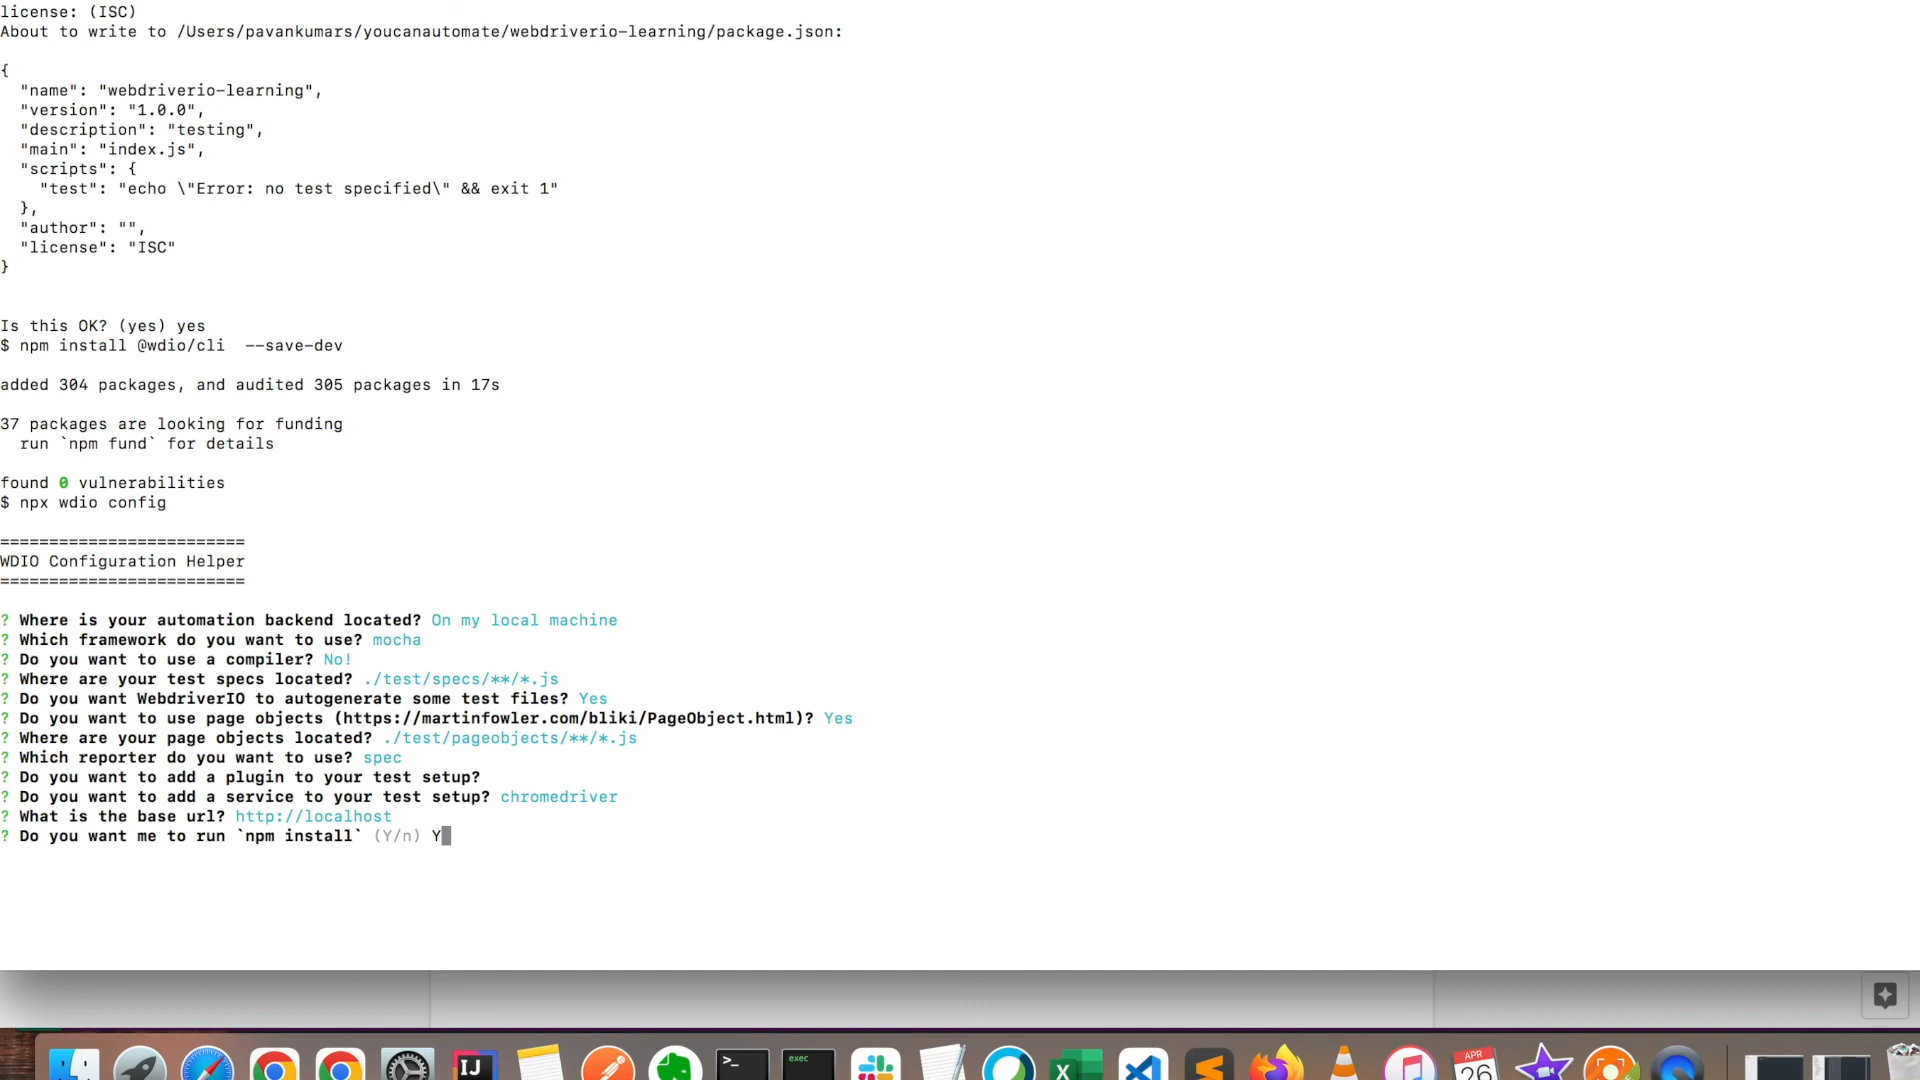 license: (ISC)
About to write to /Users/pavankumars/youcanautomate/webdriverio-learning/package.json:
{
"name": "webdriverio-learning",
"version": "1.0.0",
"description": "testing",
"main": "index.js",
"scripts": {
"test": "echo \"Error: no test specified\" && exit 1"
},
"author": "",
"license": "ISC"
}
Is this OK? (yes) yes
$ npm install @wdio/cli  --save-dev
added 304 packages, and audited 305 packages in 17s
37 packages are looking for funding
run `npm fund` for details
found 0 vulnerabilities
$ npx wdio config
=========================
WDIO Configuration Helper
=========================
? Where is your automation backend located? On my local machine
? Which framework do you want to use? mocha
? Do you want to use a compiler? No!
? Where are your test specs located? ./test/specs/**/*.js
? Do you want WebdriverIO to autogenerate some test files? Yes
? Do you want to use page objects (https://martinfowler.com/bliki/PageObject.html)? Yes
? Where are your page objects located? ./test/pageobjects/**/*.js
? Which reporter do you want to use? spec
? Do you want to add a plugin to your test setup?
? Do you want to add a service to your test setup? chromedriver
? What is the base url? http://localhost
? Do you want me to run `npm install` (Y/n) Y
IJ
>_
exec
X
APR
26